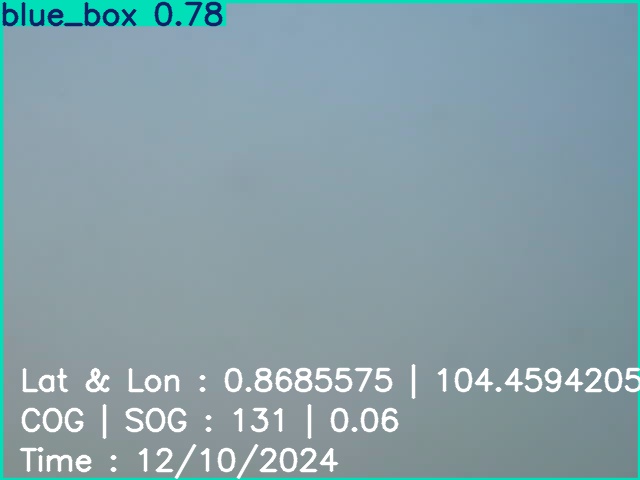 blue_box 0.78
Lat & Lon : 0.8685575 | 104.4594205
COG | SOG : 131 | 0.06
Time : 12/10/2024